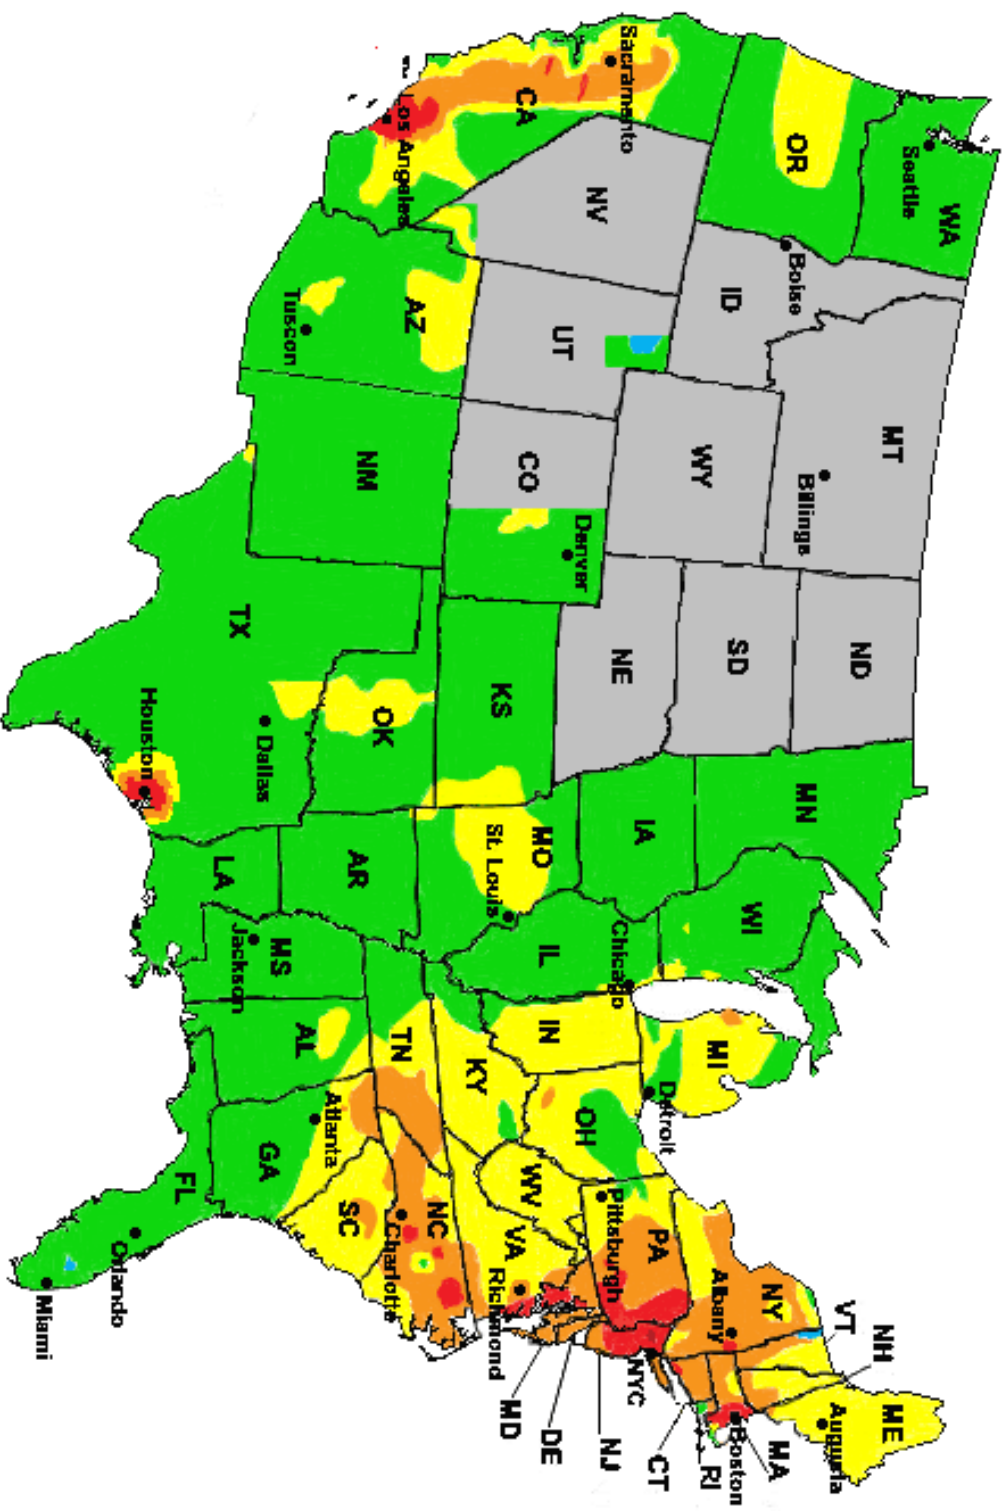 WA
Seattle
OR
Boise
ID
MT
Billings
ND
MN
SD
WY
NV
Sacramento
CA
Los Angeles
UT
CO
Denver
NE
IA
WI
MI
Detroit
Chicago
IL
IN
OH
Pittsburgh
PA
NY
Albany
VT
NH
ME
Augusta
Boston
MA
RI
CT
NYC
NJ
DE
MD
Richmond
VA
WV
KY
KS
MO
St. Louis
AZ
Tuscon
NM
OK
AR
TN
NC
Charlotte
SC
TX
Dallas
Houston
LA
MS
Jackson
AL
Atlanta
GA
FL
Orlando
Miami